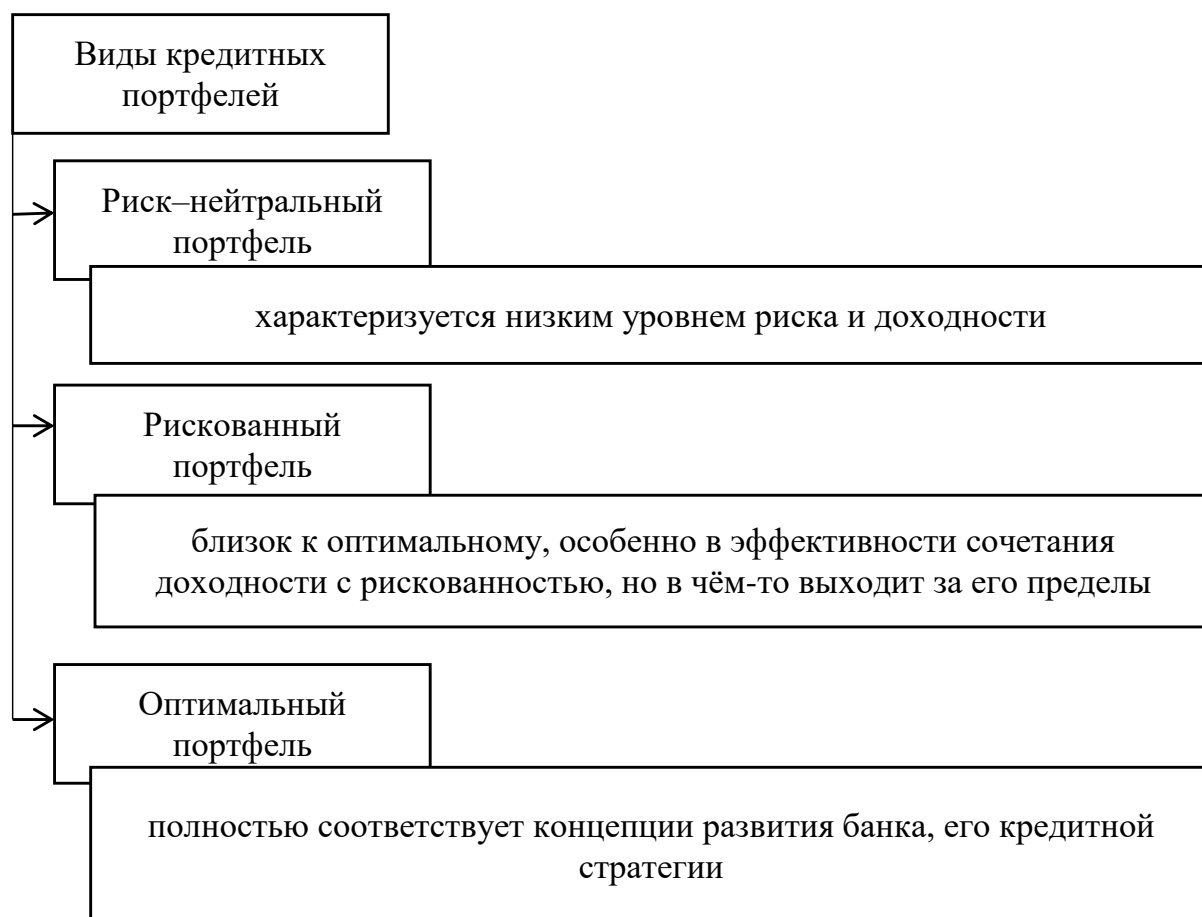 Виды кредитных
портфелей
Риск–нейтральный
портфель
характеризуется низким уровнем риска и доходности
Рискованный
портфель
близок к оптимальному, особенно в эффективности сочетания
доходности с рискованностью, но в чём-то выходит за его пределы
Оптимальный
портфель
полностью соответствует концепции развития банка, его кредитной
стратегии